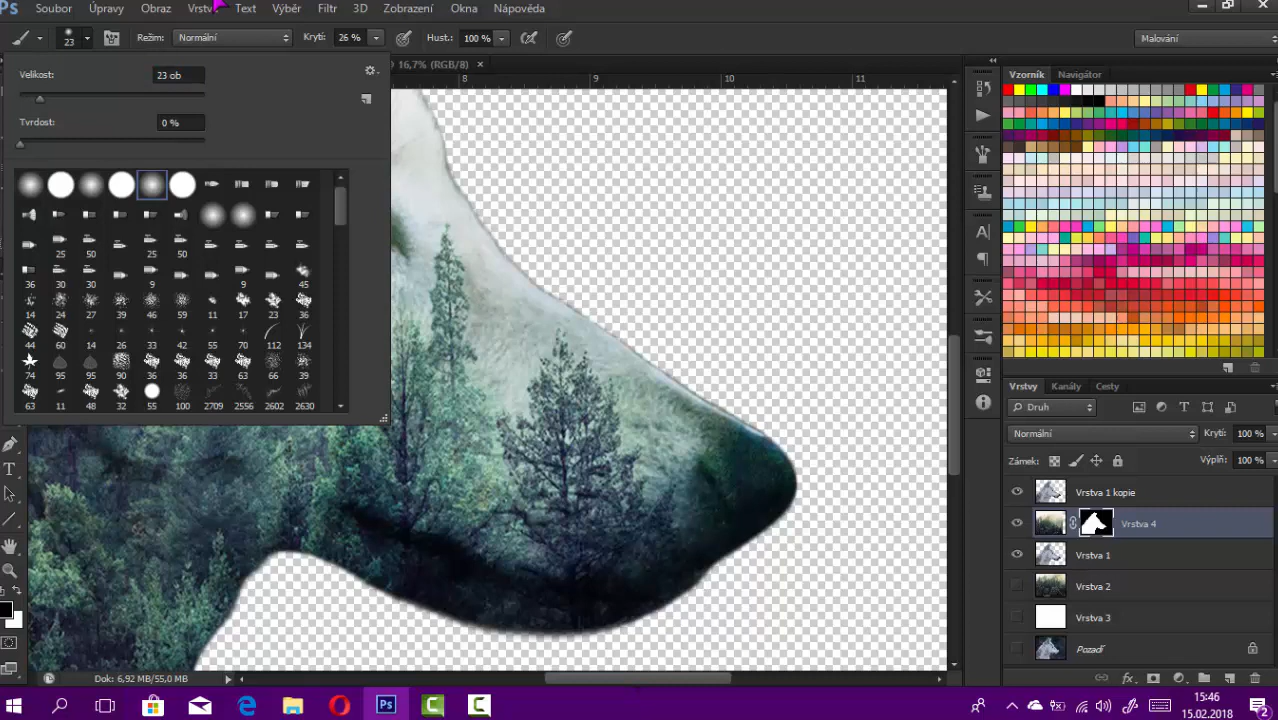 Ps Soubor Úpravy Obraz Vrstv Text Výběr Filtr 3D Zobrazení Okna Nápověda
23 Režim: Normální Krytí: 26 % Hust.: 100 % Malování
@ 16,7% (RGB/8) ×
Velikost: 23 ob
Tvrdost: 0 %
8 9 10 11
25 50 25 50
36 30 30 9 9 45
14 24 27 39 46 59 11 17 23 36
44 60 14 26 33 42 55 70 112 134
74 95 95 90 36 36 33 63 66 39
63 11 48 32 55 100 2709 2556 2602 2630
Vzorník Navigátor
Vrstvy Kanály Cesty
Druh
Normální Krytí: 100 %
Zámek: Výplň: 100 %
Vrstva 1 kopie
Vrstva 4
Vrstva 1
Vrstva 2
Vrstva 3
Pozadí
fx
Dok: 6,92 MB/55,0 MB
Ps
15:46
15.02.2018
2